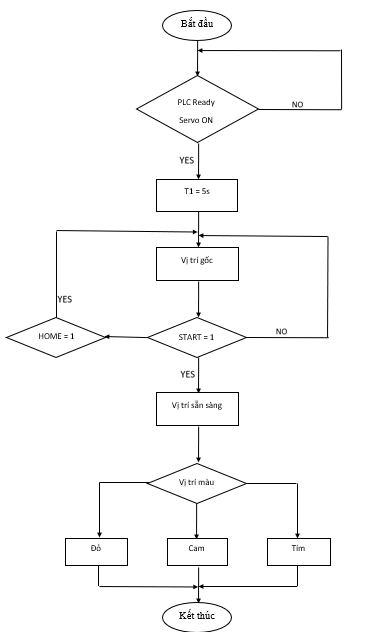 Bắt đầu
PLC Ready
Servo ON
NO
YES
T1 = 5s
Vị trí gốc
YES
HOME = 1
START = 1
NO
YES
Vị trí sẵn sàng
Vị trí màu
Đỏ
Cam
Tím
Kết thúc